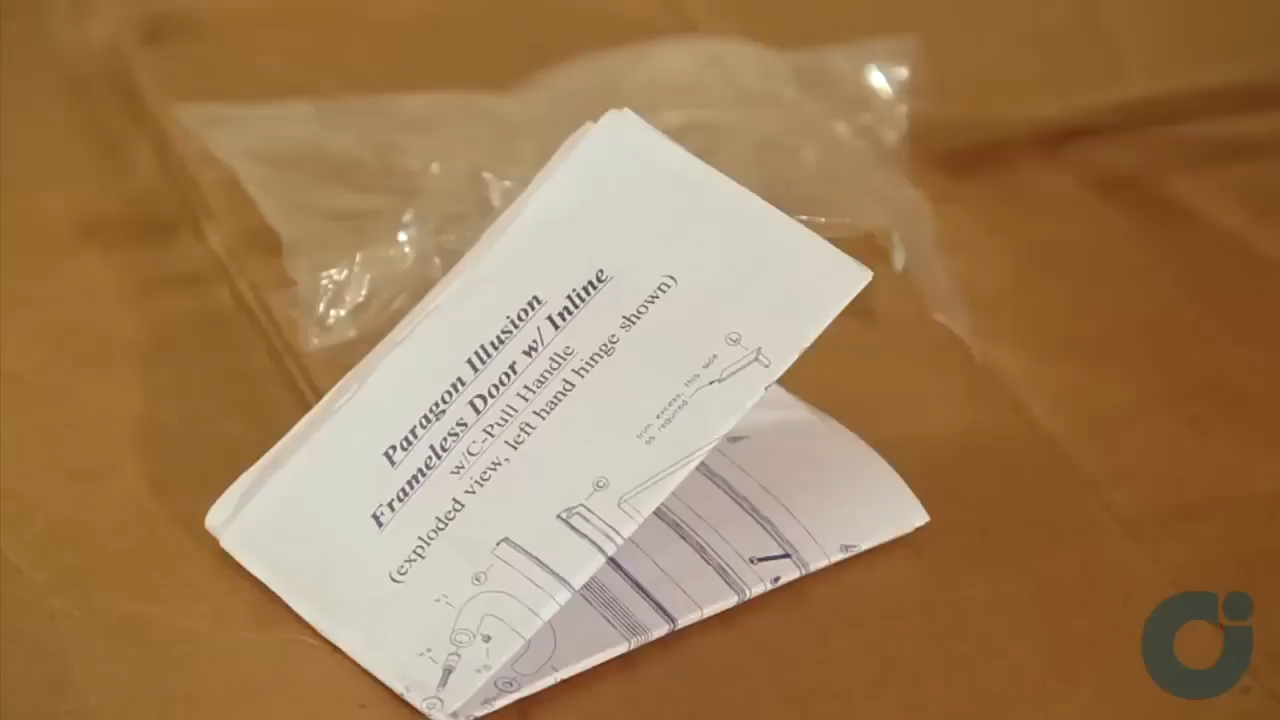 Paragon Illusion
Frameless Door w/ Inline
w/C-Pull Handle
(exploded view, left hand hinge shown)
L
trim excess, this side
as required
C